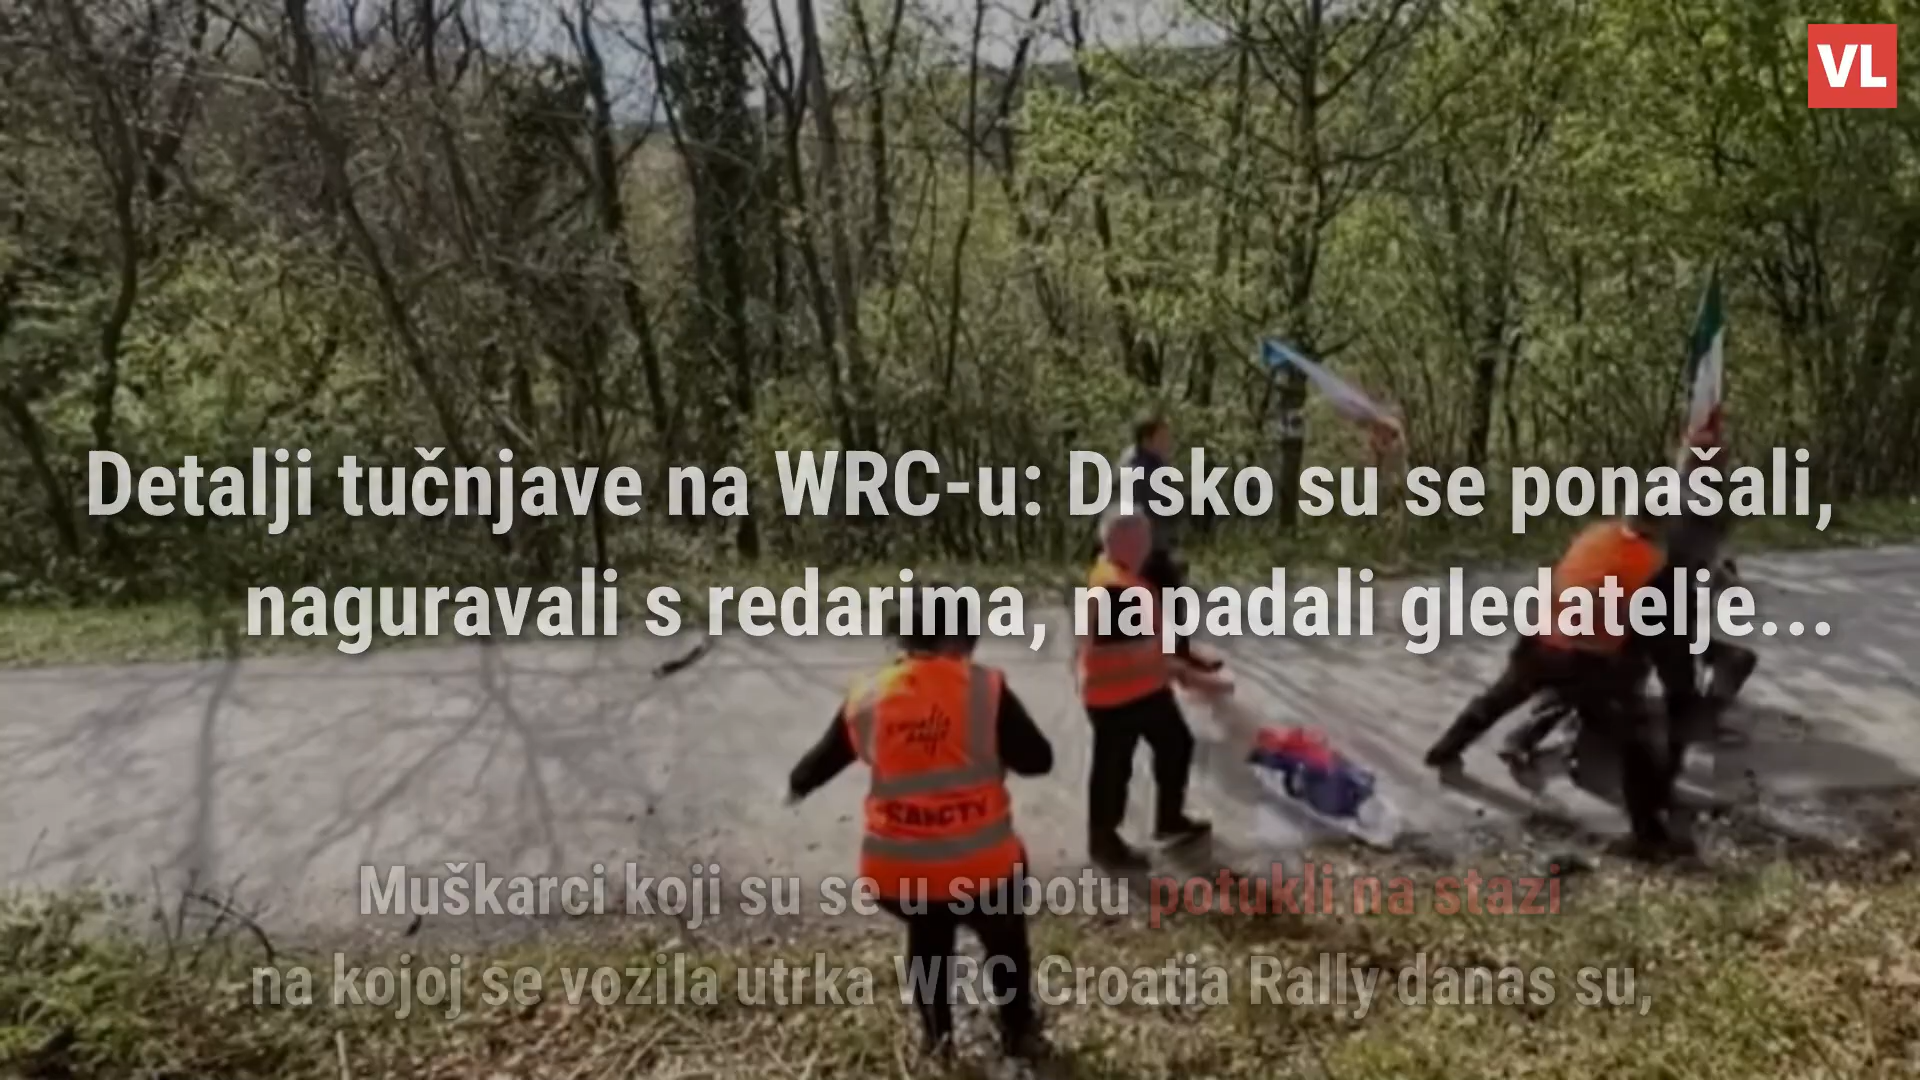 VL
Detalji tučnjave na WRC-u: Drsko su se ponašali,
naguravali s redarima, napadali gledatelje...
SAFETY
Muškarci koji su se u subotu potukli na stazi
na kojoj se vozila utrka WRC Croatia Rally danas su,